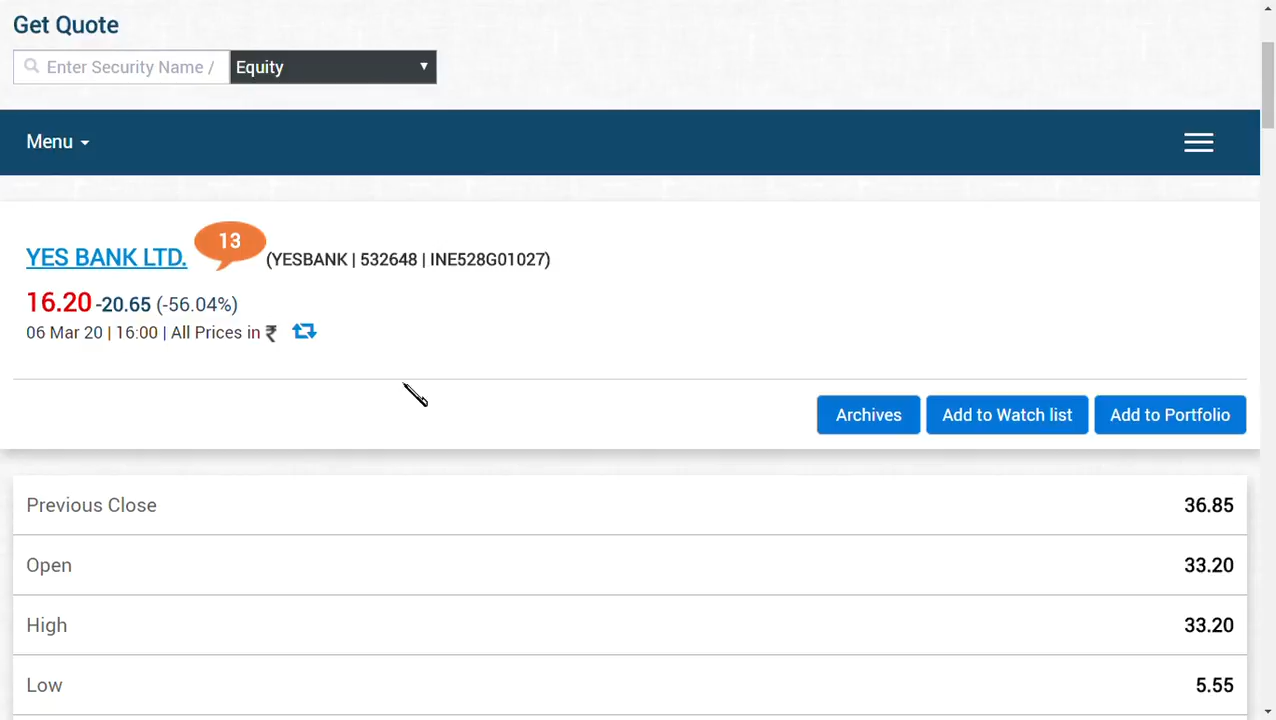 Get Quote
Enter Security Name /
Equity
Menu
YES BANK LTD. 13 (YESBANK | 532648 | INE528G01027)
16.20 -20.65 (-56.04%)
06 Mar 20 | 16:00 | All Prices in ₹
Archives Add to Watch list Add to Portfolio
Previous Close 36.85
Open 33.20
High 33.20
Low 5.55